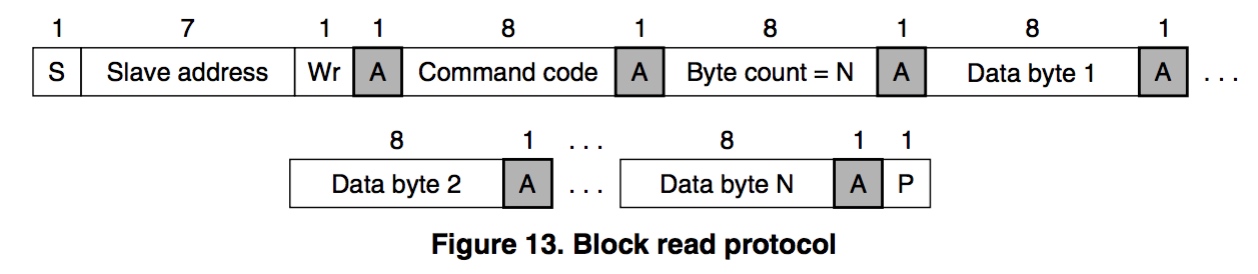 1 7 1 1 8 1 8 1 8 1
S Slave address Wr A Command code A Byte count = N A Data byte 1 A ...
8 1 ... 8 1 1
Data byte 2 A ... Data byte N A P
Figure 13. Block read protocol